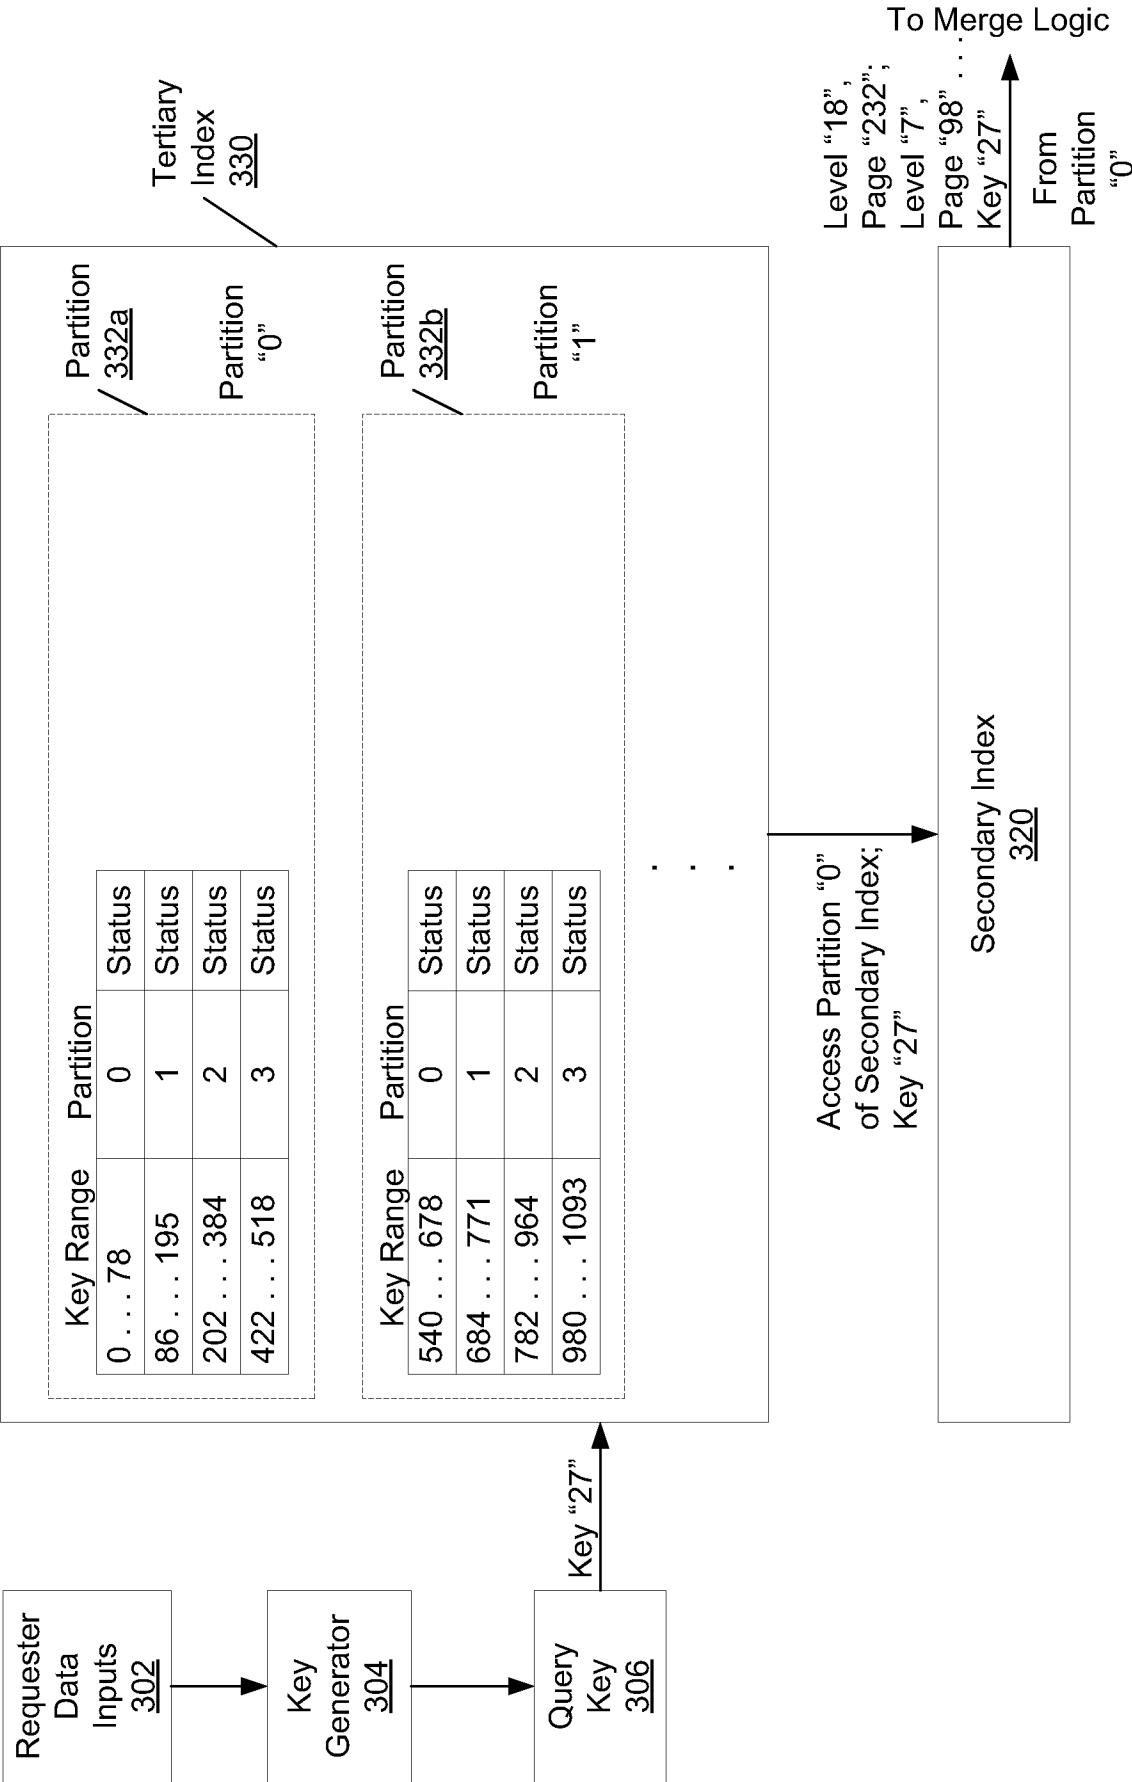 Requester
Data
Inputs
302
Key
Generator
304
Query
Key
306
Key “27”
Tertiary
Index
330
Partition
332a
Partition
“0”
Key Range Partition
0 . . . 78 0 Status
86 . . . 195 1 Status
202 . . . 384 2 Status
422 . . . 518 3 Status
Partition
332b
Partition
“1”
Key Range Partition
540 . . . 678 0 Status
684 . . . 771 1 Status
782 . . . 964 2 Status
980 . . . 1093 3 Status
. . .
Access Partition “0”
of Secondary Index;
Key “27”
Secondary Index
320
Level “18”,
Page “232”;
Level “7”,
Page “98” . . .
Key “27”
From
Partition
“0”
To Merge Logic